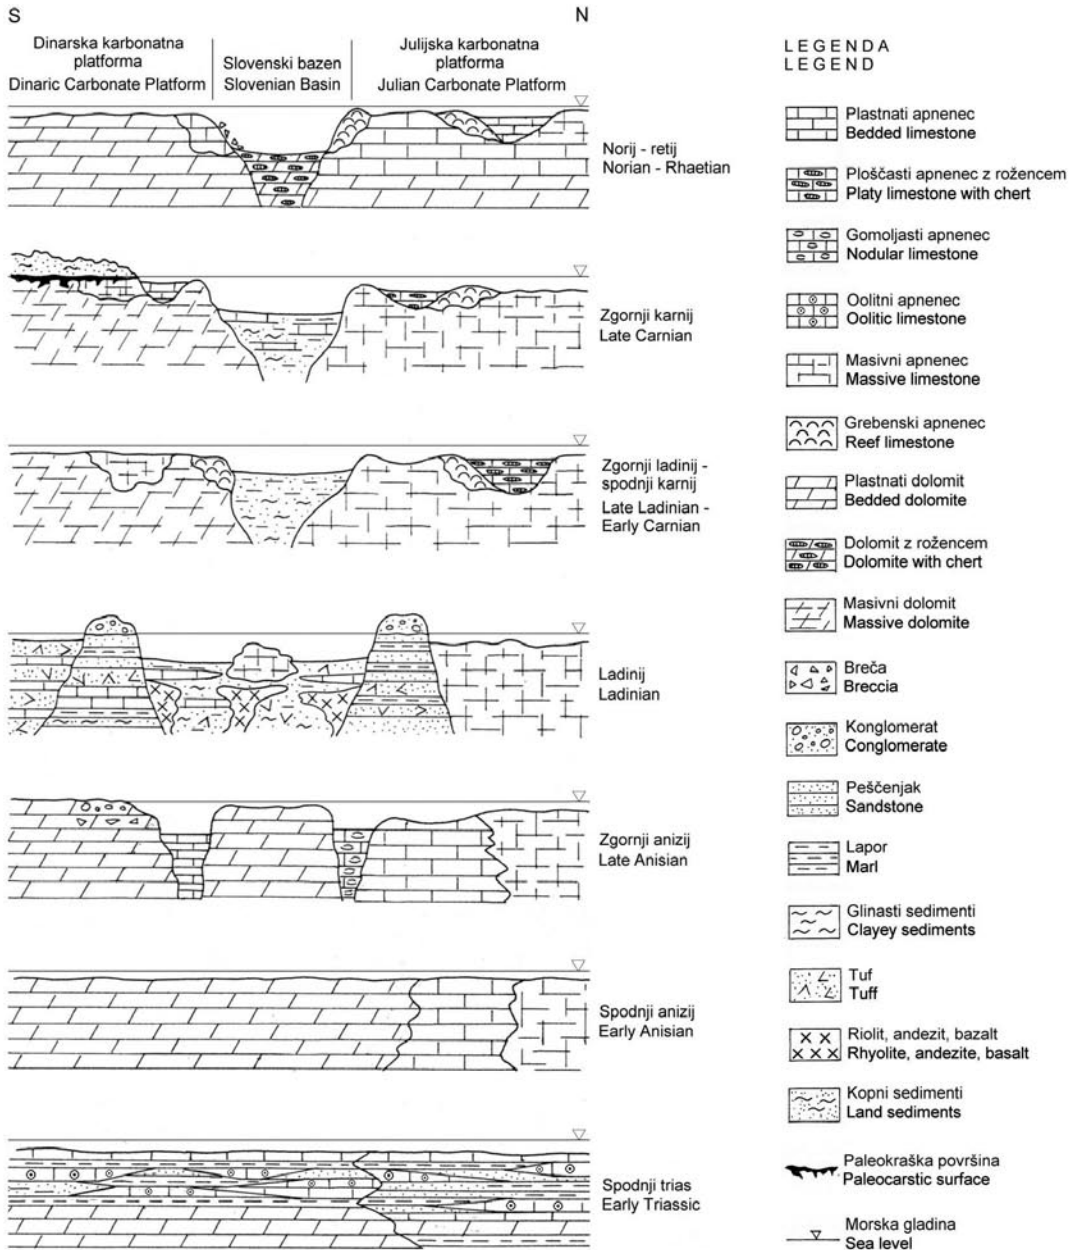 S
N
Dinarska karbonatna
platforma
Dinaric Carbonate Platform
Slovenski bazen
Slovenian Basin
Julijska karbonatna
platforma
Julian Carbonate Platform
Norij - retij
Norian - Rhaetian
Zgornji karnij
Late Carnian
Zgornji ladinij -
spodnji karnij
Late Ladinian -
Early Carnian
Ladinij
Ladinian
Zgornji anizij
Late Anisian
Spodnji anizij
Early Anisian
Spodnji trias
Early Triassic
LEGENDA
LEGEND
Plastnati apnenec
Bedded limestone
Ploščasti apnenec z rožencem
Platy limestone with chert
Gomoljasti apnenec
Nodular limestone
Oolitni apnenec
Oolitic limestone
Masivni apnenec
Massive limestone
Grebenski apnenec
Reef limestone
Plastnati dolomit
Bedded dolomite
Dolomit z rožencem
Dolomite with chert
Masivni dolomit
Massive dolomite
Breča
Breccia
Konglomerat
Conglomerate
Peščenjak
Sandstone
Lapor
Marl
Glinasti sedimenti
Clayey sediments
Tuf
Tuff
Riolit, andezit, bazalt
Rhyolite, andezite, basalt
Kopni sedimenti
Land sediments
Paleokraška površina
Paleocarstic surface
Morska gladina
Sea level